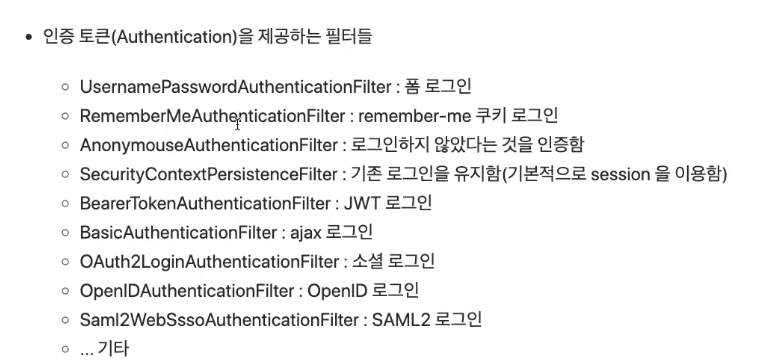 • 인증 토큰(Authentication)을 제공하는 필터들
○ UsernamePasswordAuthenticationFilter : 폼 로그인
○ RememberMeAuthenticationFilter : remember-me 쿠키 로그인
○ AnonymouseAuthenticationFilter : 로그인하지 않았다는 것을 인증함
○ SecurityContextPersistenceFilter : 기존 로그인을 유지함(기본적으로 session 을 이용함)
○ BearerTokenAuthenticationFilter : JWT 로그인
○ BasicAuthenticationFilter : ajax 로그인
○ OAuth2LoginAuthenticationFilter : 소셜 로그인
○ OpenIDAuthenticationFilter : OpenID 로그인
○ Saml2WebSsoAuthenticationFilter : SAML2 로그인
○ ... 기타